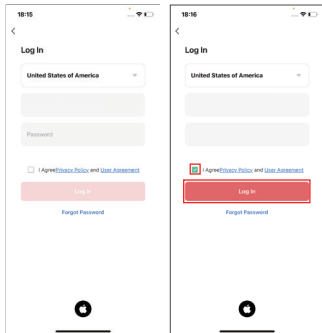 18:15
Log In
United States of America
Password
I AgreePrivacy Policy and User Agreement
Log In
Forgot Password
18:16
Log In
United States of America
I AgreePrivacy Policy and User Agreement
Log In
Forgot Password